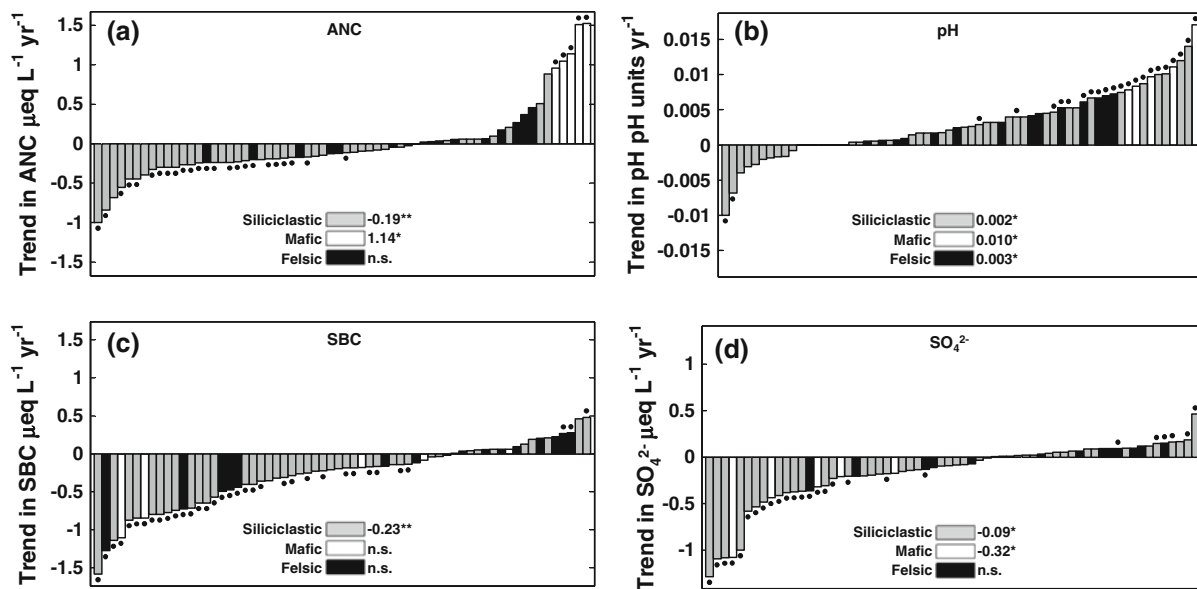 (a)
ANC
Trend in ANC μeq L⁻¹ yr⁻¹
1.5
1
0.5
0
-0.5
-1
-1.5
Siliciclastic -0.19**
Mafic 1.14*
Felsic n.s.
(b)
pH
Trend in pH pH units yr⁻¹
0.015
0.01
0.005
0
-0.005
-0.01
-0.015
Siliciclastic 0.002*
Mafic 0.010*
Felsic 0.003*
(c)
SBC
Trend in SBC μeq L⁻¹ yr⁻¹
1.5
1
0.5
0
-0.5
-1
-1.5
Siliciclastic -0.23**
Mafic n.s.
Felsic n.s.
(d)
SO₄²⁻
Trend in SO₄²⁻ μeq L⁻¹ yr⁻¹
1
0.5
0
-0.5
-1
Siliciclastic -0.09*
Mafic -0.32*
Felsic n.s.